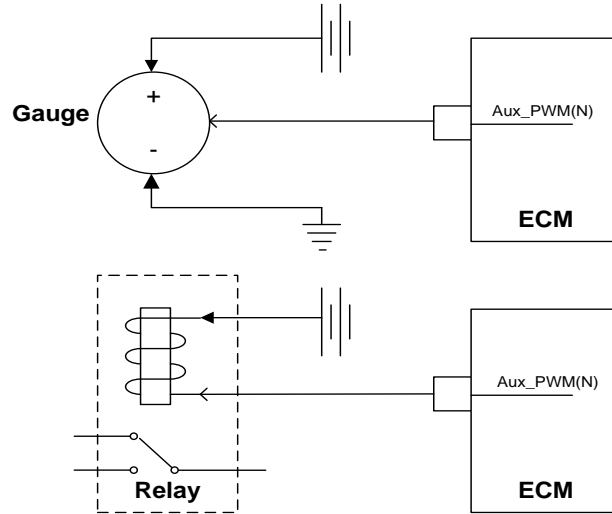 Gauge
+
-
Aux_PWM(N)
ECM
Aux_PWM(N)
Relay
ECM